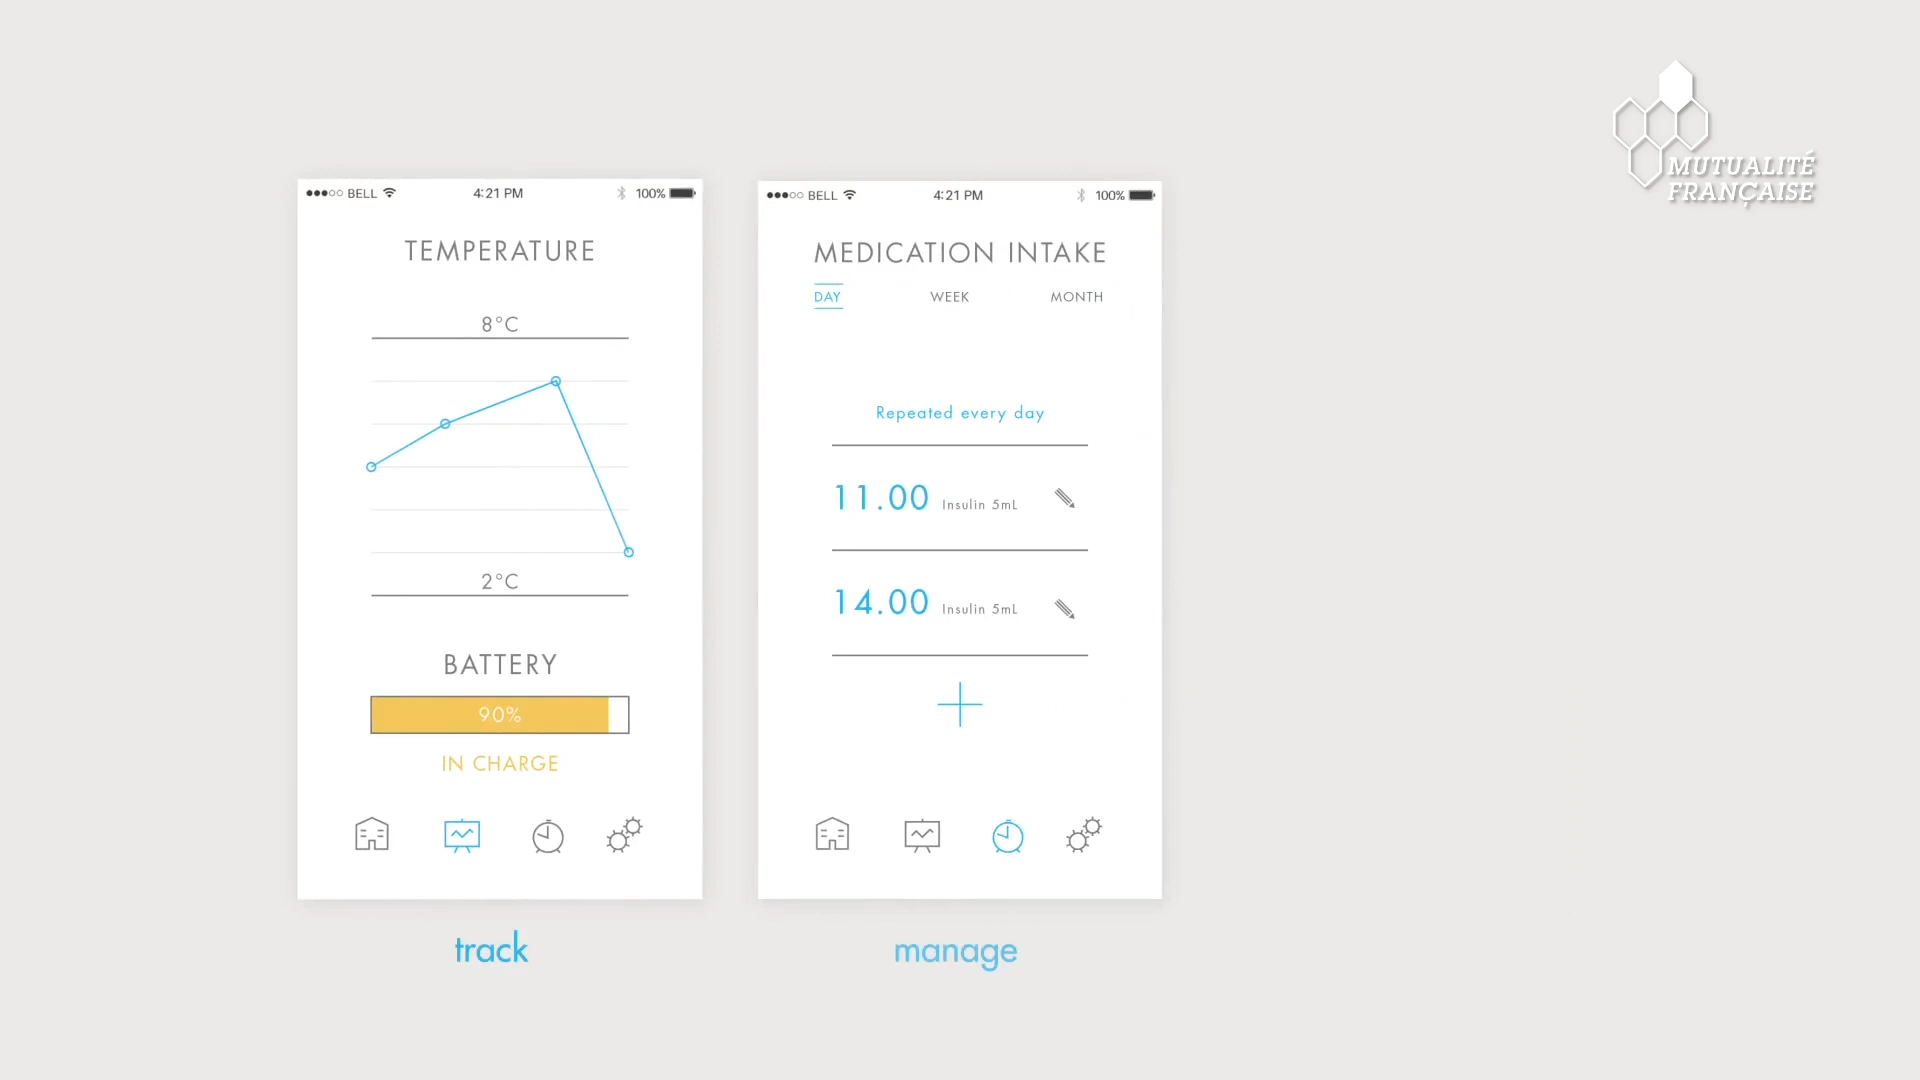 BELL 4:21 PM 100%
TEMPERATURE
8°C
2°C
BATTERY
90%
IN CHARGE
track
BELL 4:21 PM 100%
MEDICATION INTAKE
DAY WEEK MONTH
Repeated every day
11.00 Insulin 5mL
14.00 Insulin 5mL
manage
MUTUALITÉ
FRANÇAISE